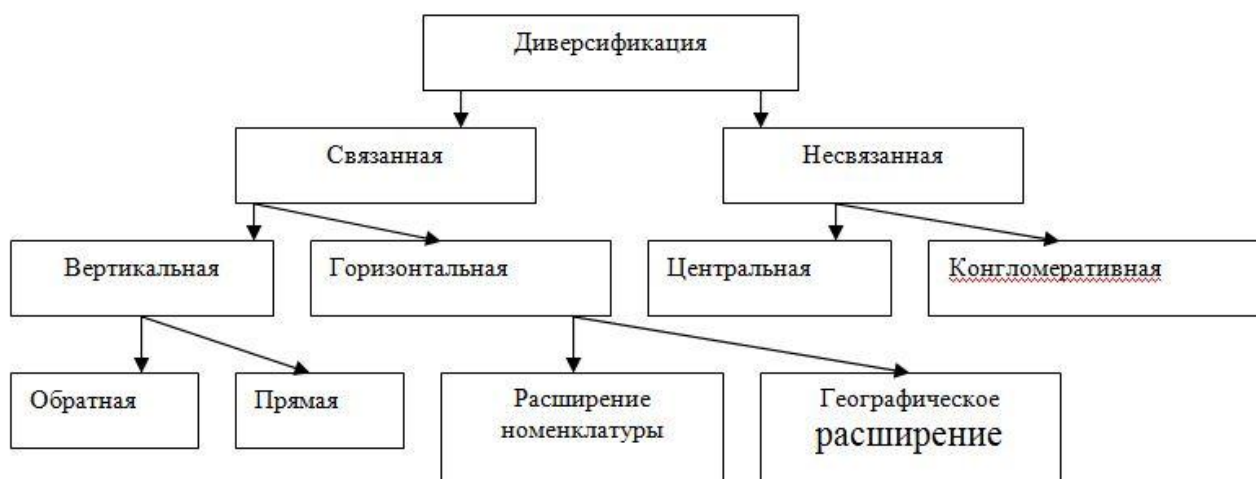 Диверсификация
Связанная
Несвязанная
Вертикальная
Горизонтальная
Центральная
Конгломеративная
Обратная
Прямая
Расширение
номенклатуры
Географическое
расширение